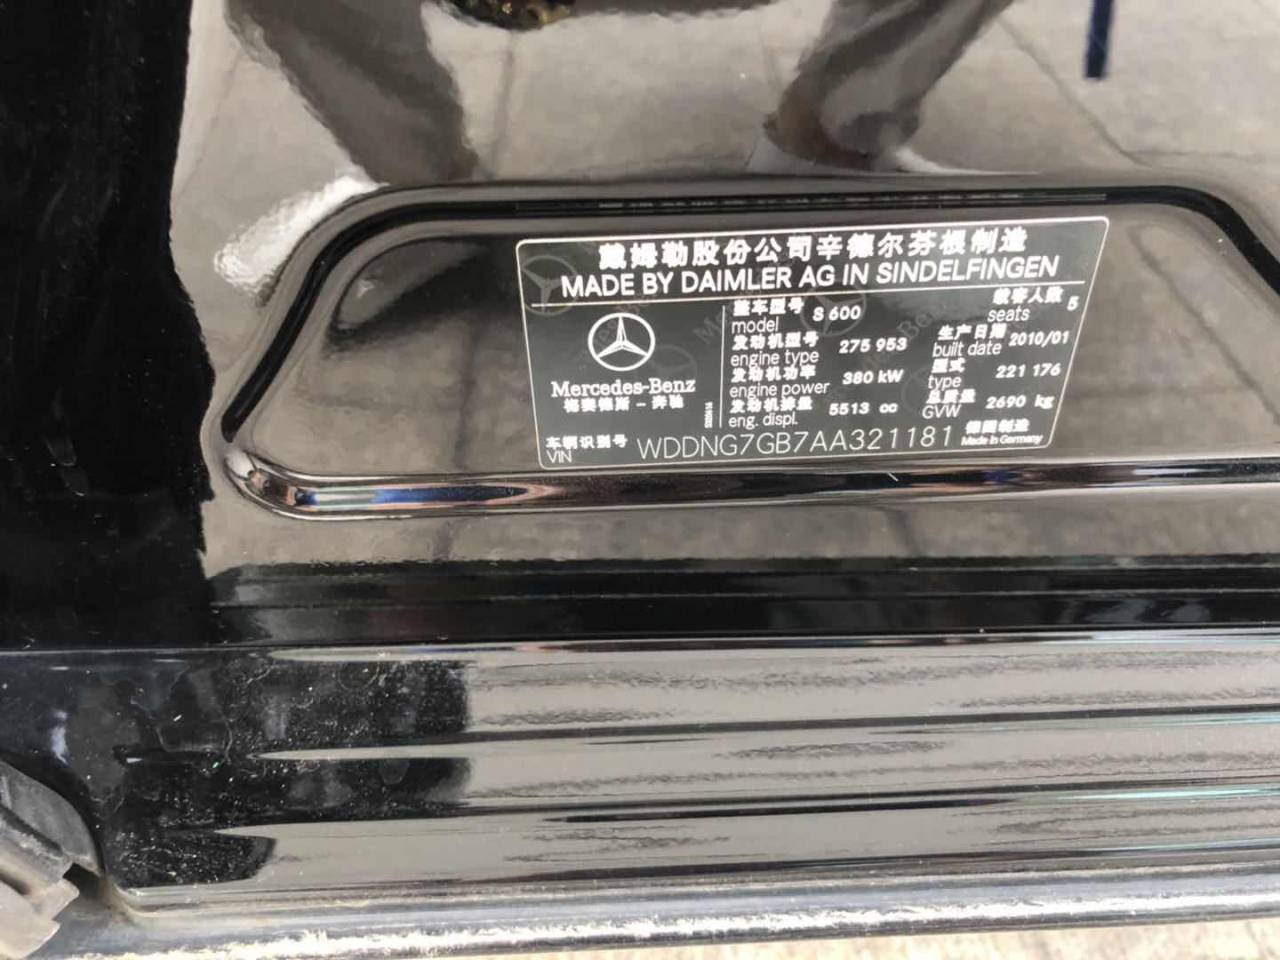 戴姆勒股份公司辛德尔芬根制造
MADE BY DAIMLER AG IN SINDELFINGEN
Mercedes-Benz
梅赛德斯-奔驰
整车型号 S 600
model
发动机型号 275 953
engine type
发动机功率 380 kW
engine power
发动机排量 5513 cc
eng. displ.
载客人数 5
seats
生产日期 2010/01
built date
型式 221 176
type
总质量 2690 kg
GVW
车辆识别号
VIN WDDNG7GB7AA321181
德国制造
Made in Germany